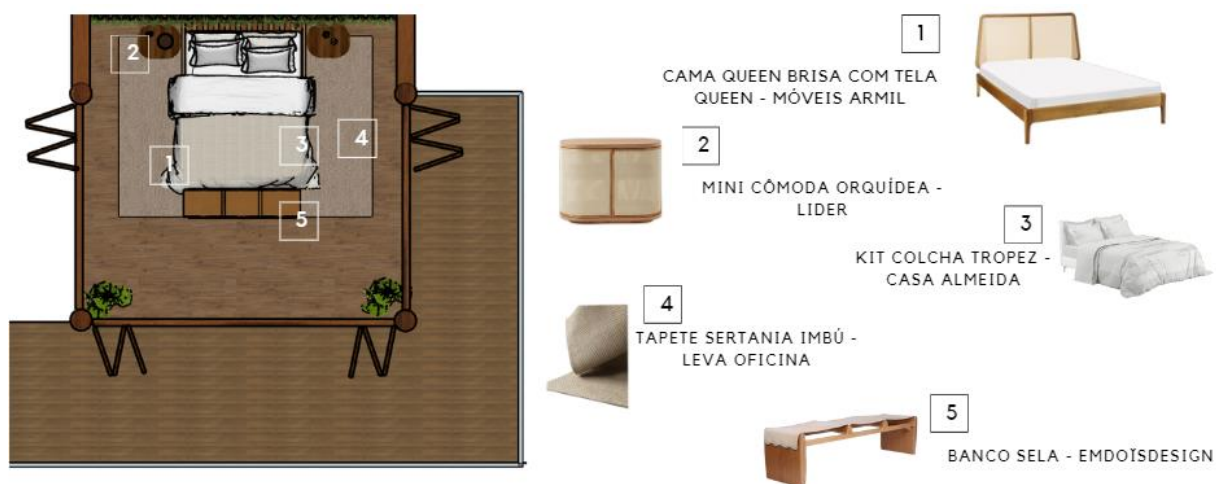 2
3
4
1
5
1
CAMA QUEEN BRISA COM TELA
QUEEN - MÓVEIS ARMIL
2
MINI CÔMODA ORQUÍDEA -
LIDER
3
KIT COLCHA TROPEZ -
CASA ALMEIDA
4
TAPETE SERTANIA IMBÚ -
LEVA OFICINA
5
BANCO SELA - EMDOÏSDESIGN